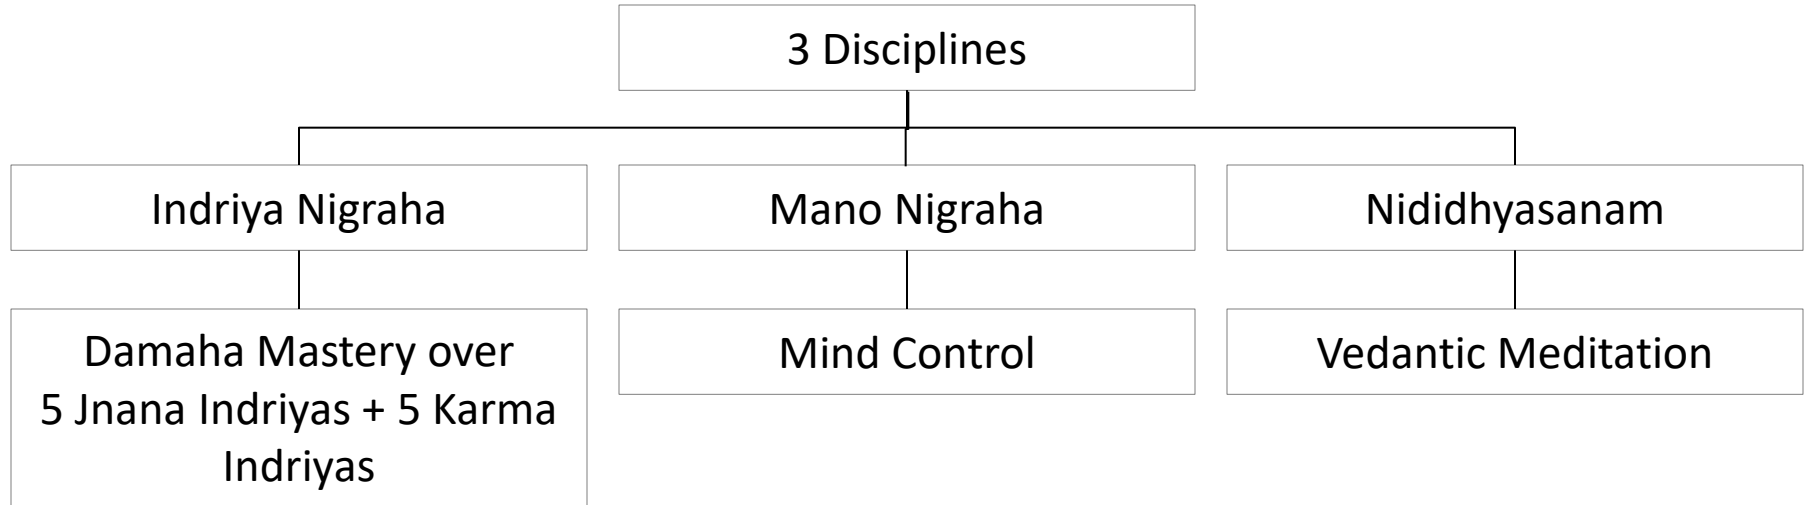 3 Disciplines
Indriya Nigraha
Mano Nigraha
Nididhyasanam
Damaha Mastery over
5 Jnana Indriyas + 5 Karma
Indriyas
Mind Control
Vedantic Meditation